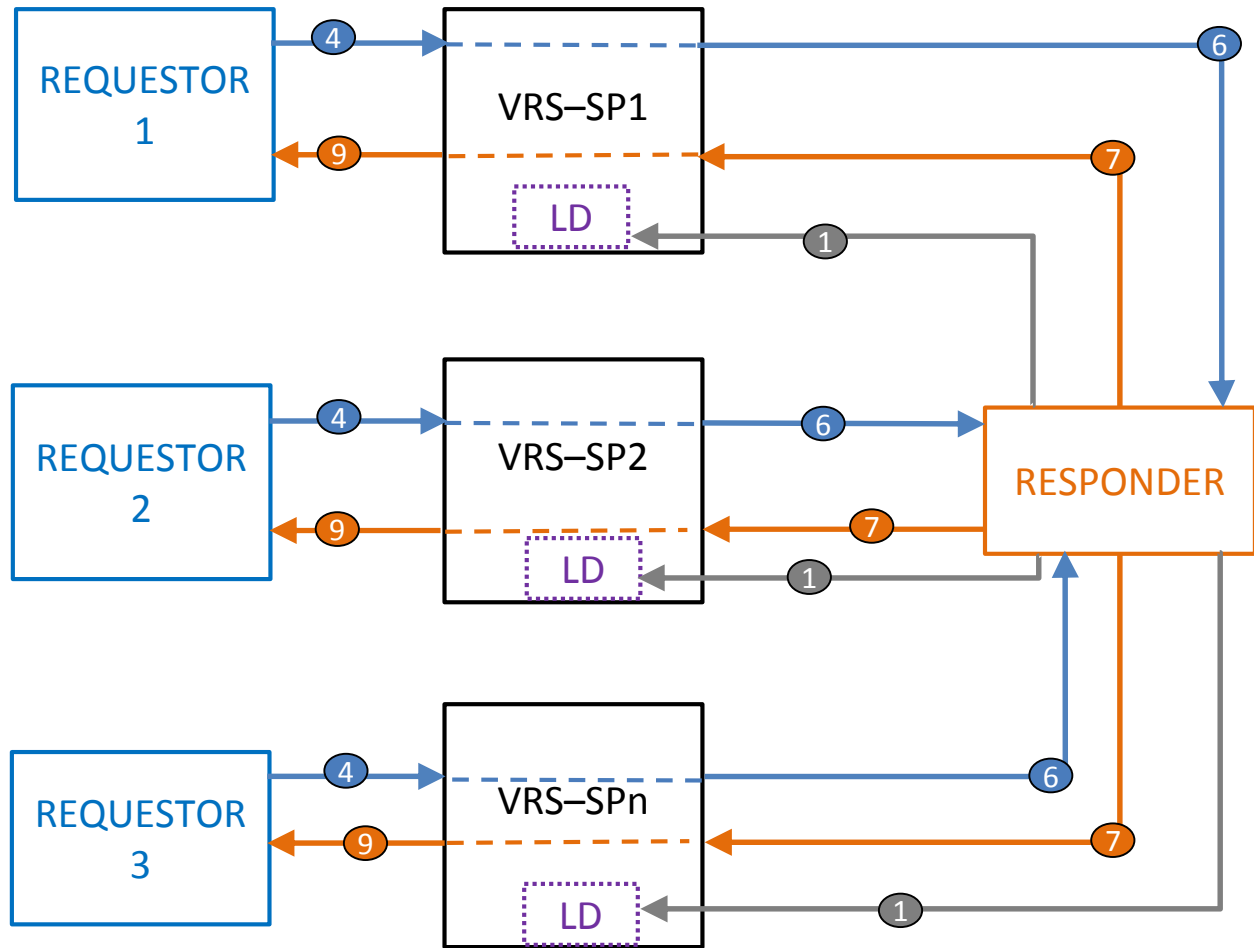 4
6
REQUESTOR
1
VRS–SP1
9
7
LD
1
4
6
REQUESTOR
2
VRS–SP2
RESPONDER
9
7
LD
1
4
6
REQUESTOR
3
VRS–SPn
9
7
LD
1